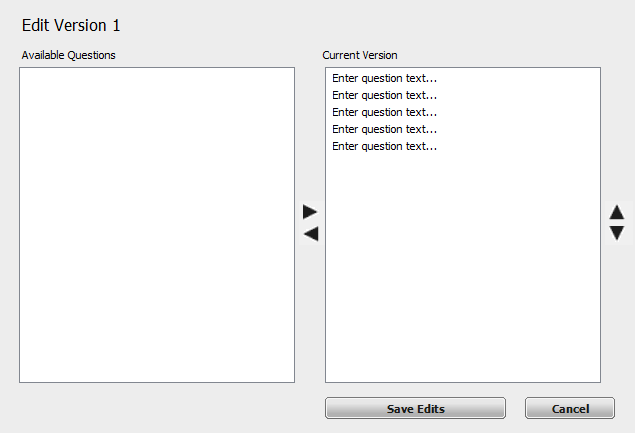 Edit Version 1
Available Questions
Current Version
Enter question text...
Enter question text...
Enter question text...
Enter question text...
Enter question text...
Save Edits
Cancel